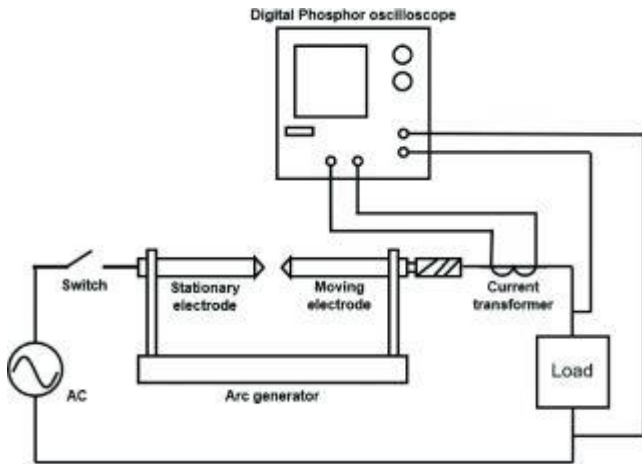 Digital Phosphor oscilloscope
Switch
Stationary
electrode
Moving
electrode
Current
transformer
Load
AC
Arc generator